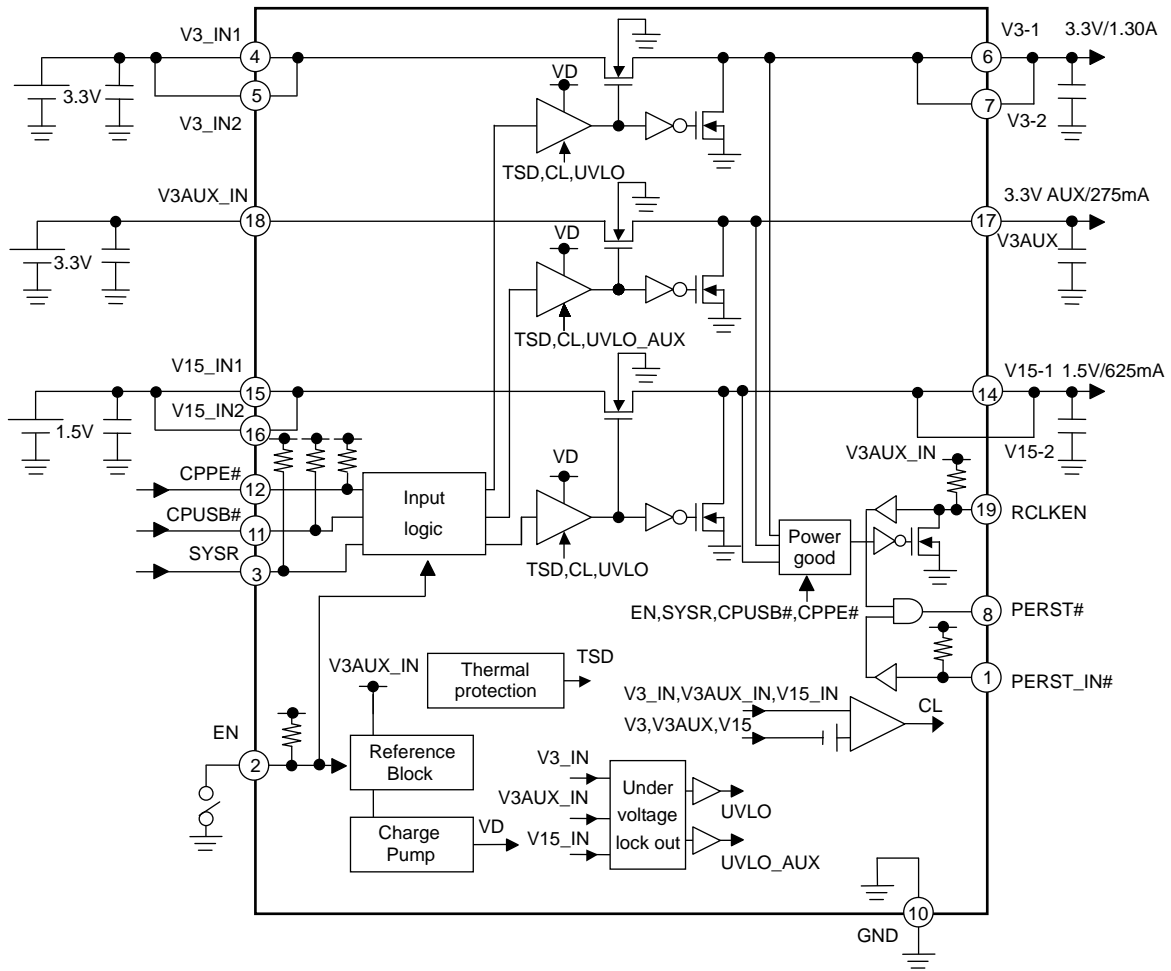 V3_IN1
4
3.3V
5
V3_IN2
VD
TSD,CL,UVLO
V3-1
3.3V/1.30A
6
7
V3-2
V3AUX_IN
18
3.3V
VD
TSD,CL,UVLO_AUX
3.3V AUX/275mA
17
V3AUX
V15_IN1
15
V15_IN2
16
1.5V
V15-1
1.5V/625mA
14
V15-2
CPPE#
12
CPUSB#
11
SYSR
3
Input
logic
VD
TSD,CL,UVLO
Power
good
EN,SYSR,CPUSB#,CPPE#
V3AUX_IN
19
RCLKEN
8
PERST#
1
PERST_IN#
V3AUX_IN
Thermal
protection
TSD
V3_IN,V3AUX_IN,V15_IN
V3,V3AUX,V15
CL
EN
2
Reference
Block
Charge
Pump
VD
V3_IN
V3AUX_IN
V15_IN
Under
voltage
lock out
UVLO
UVLO_AUX
10
GND